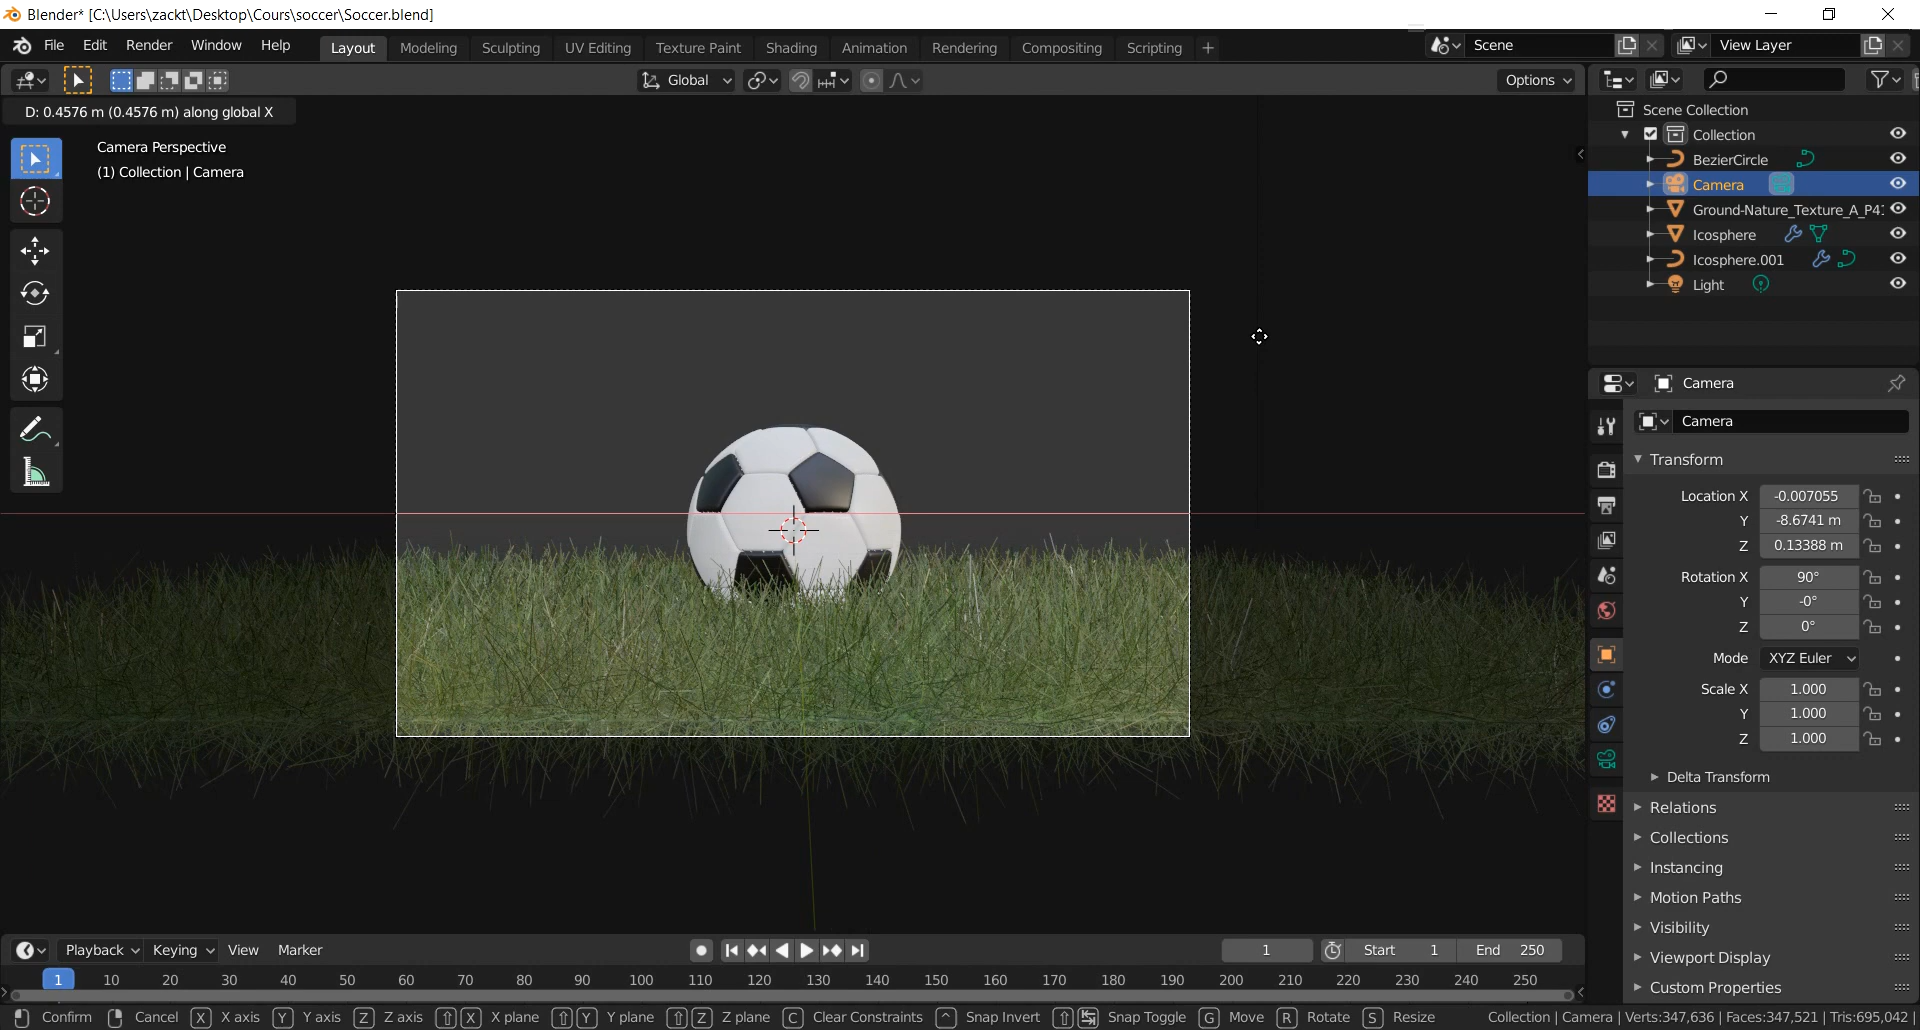 Blender* [C:\Users\zackt\Desktop\Cours\soccer\Soccer.blend]
File Edit Render Window Help Layout Modeling Sculpting UV Editing Texture Paint Shading Animation Rendering Compositing Scripting + Scene View Layer
Global Options
D: 0.4576 m (0.4576 m) along global X
Camera Perspective
(1) Collection | Camera
Scene Collection
Collection
BezierCircle
Camera
Ground-Nature_Texture_A_P4
Icosphere
Icosphere.001
Light
Camera
Camera
Transform
Location X -0.007055
Y -8.6741 m
Z 0.13388 m
Rotation X 90°
Y -0°
Z 0°
Mode XYZ Euler
Scale X 1.000
Y 1.000
Z 1.000
Delta Transform
Relations
Collections
Instancing
Motion Paths
Visibility
Viewport Display
Custom Properties
Playback Keying View Marker 1 Start 1 End 250
1 10 20 30 40 50 60 70 80 90 100 110 120 130 140 150 160 170 180 190 200 210 220 230 240 250
Confirm Cancel X X axis Y Y axis Z Z axis X X plane Y Y plane Z Z plane C Clear Constraints ^ Snap Invert Snap Toggle G Move R Rotate S Resize Collection | Camera | Verts:347,636 | Faces:347,521 | Tris:695,042 |